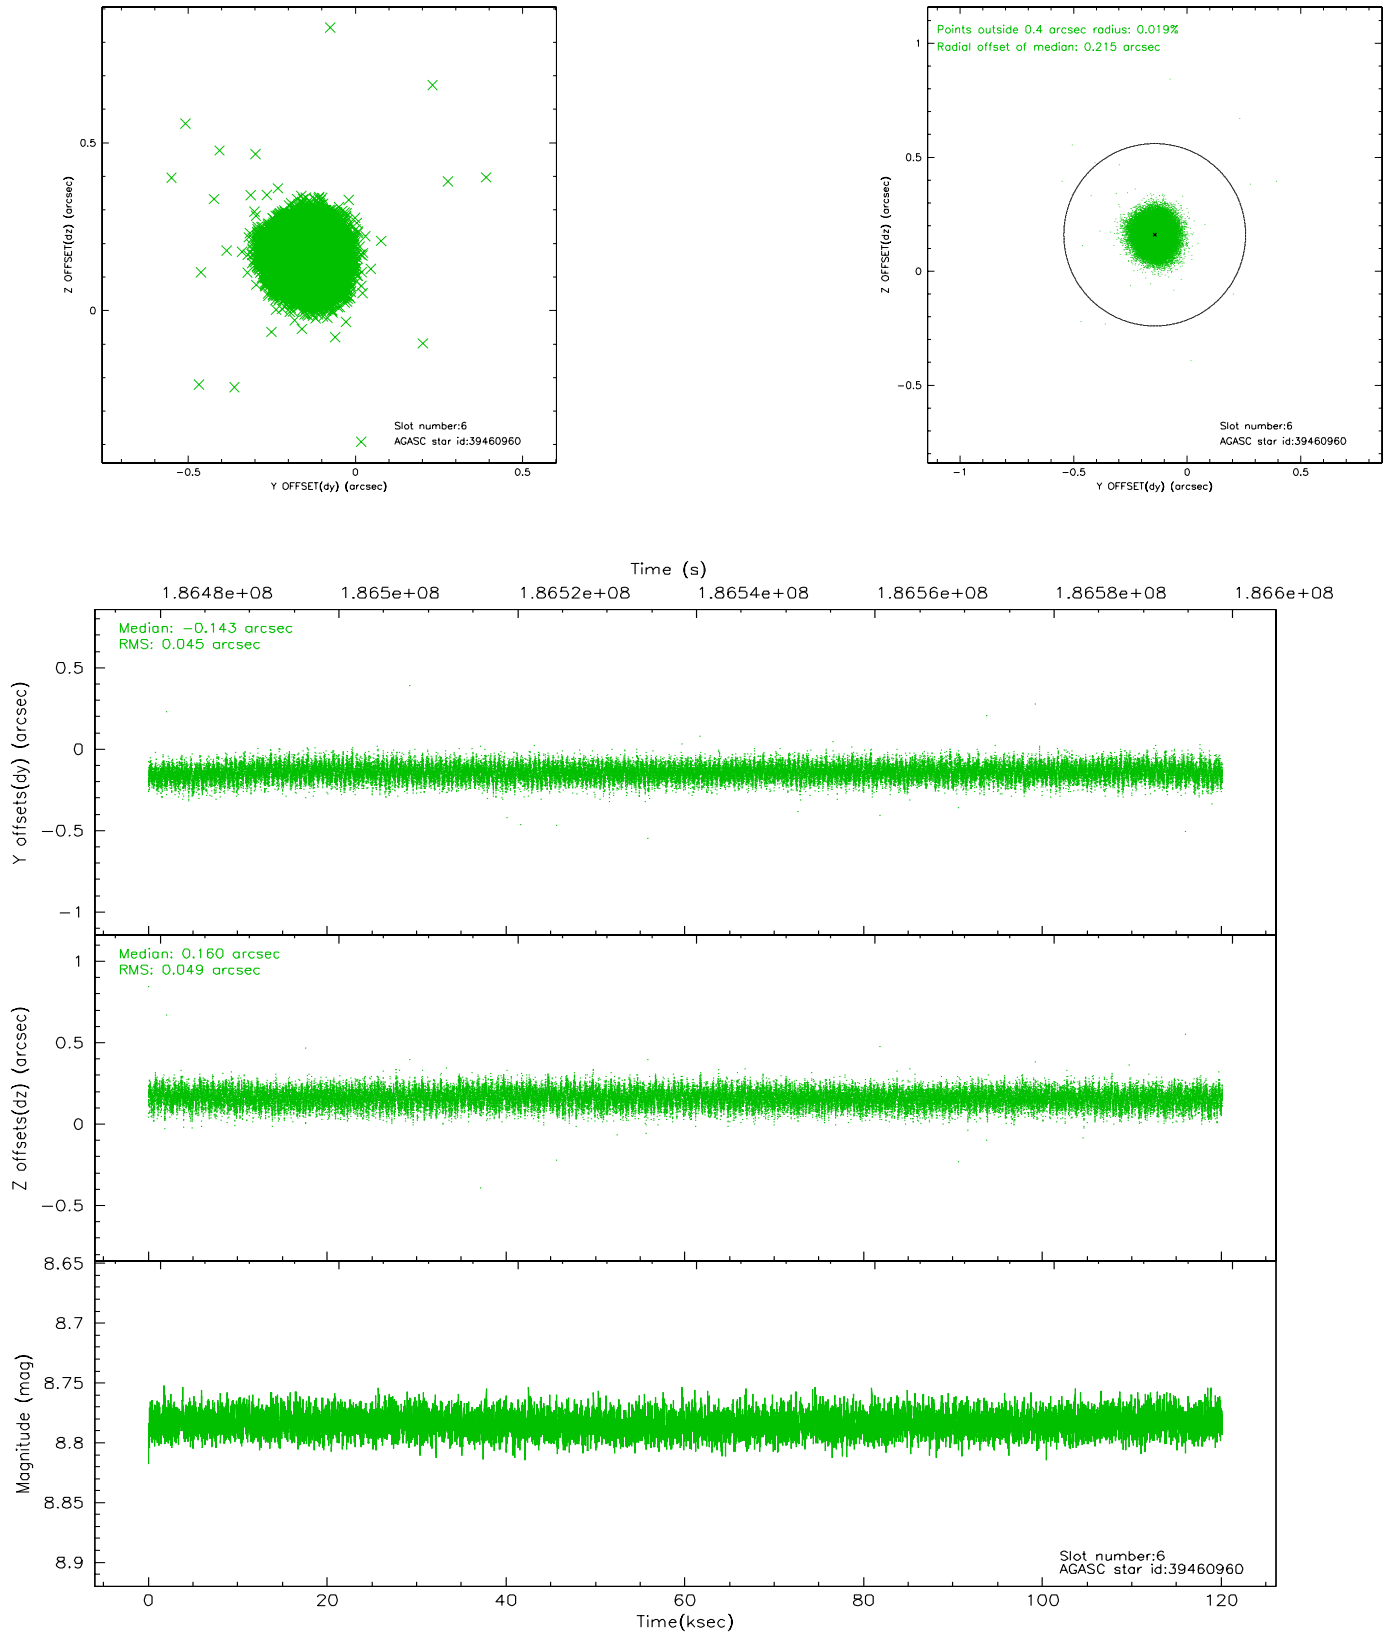 0.5
0
Z OFFSET(dz) (arcsec)
Slot number:6
AGASC star id:39460960
−0.5 0 0.5
Y OFFSET(dy) (arcsec)
Points outside 0.4 arcsec radius: 0.019%
Radial offset of median: 0.215 arcsec
1
0.5
0
−0.5
Z OFFSET(dz) (arcsec)
Slot number:6
AGASC star id:39460960
−1 −0.5 0 0.5
Y OFFSET(dy) (arcsec)
Time (s)
1.8648e+08 1.865e+08 1.8652e+08 1.8654e+08 1.8656e+08 1.8658e+08 1.866e+08
Median: −0.143 arcsec
RMS: 0.045 arcsec
0.5
0
−0.5
−1
Y offsets(dy) (arcsec)
Median: 0.160 arcsec
RMS: 0.049 arcsec
1
0.5
0
−0.5
Z offsets(dz) (arcsec)
8.65
8.7
8.75
8.8
8.85
8.9
Magnitude (mag)
Slot number:6
AGASC star id:39460960
0 20 40 60 80 100 120
Time(ksec)